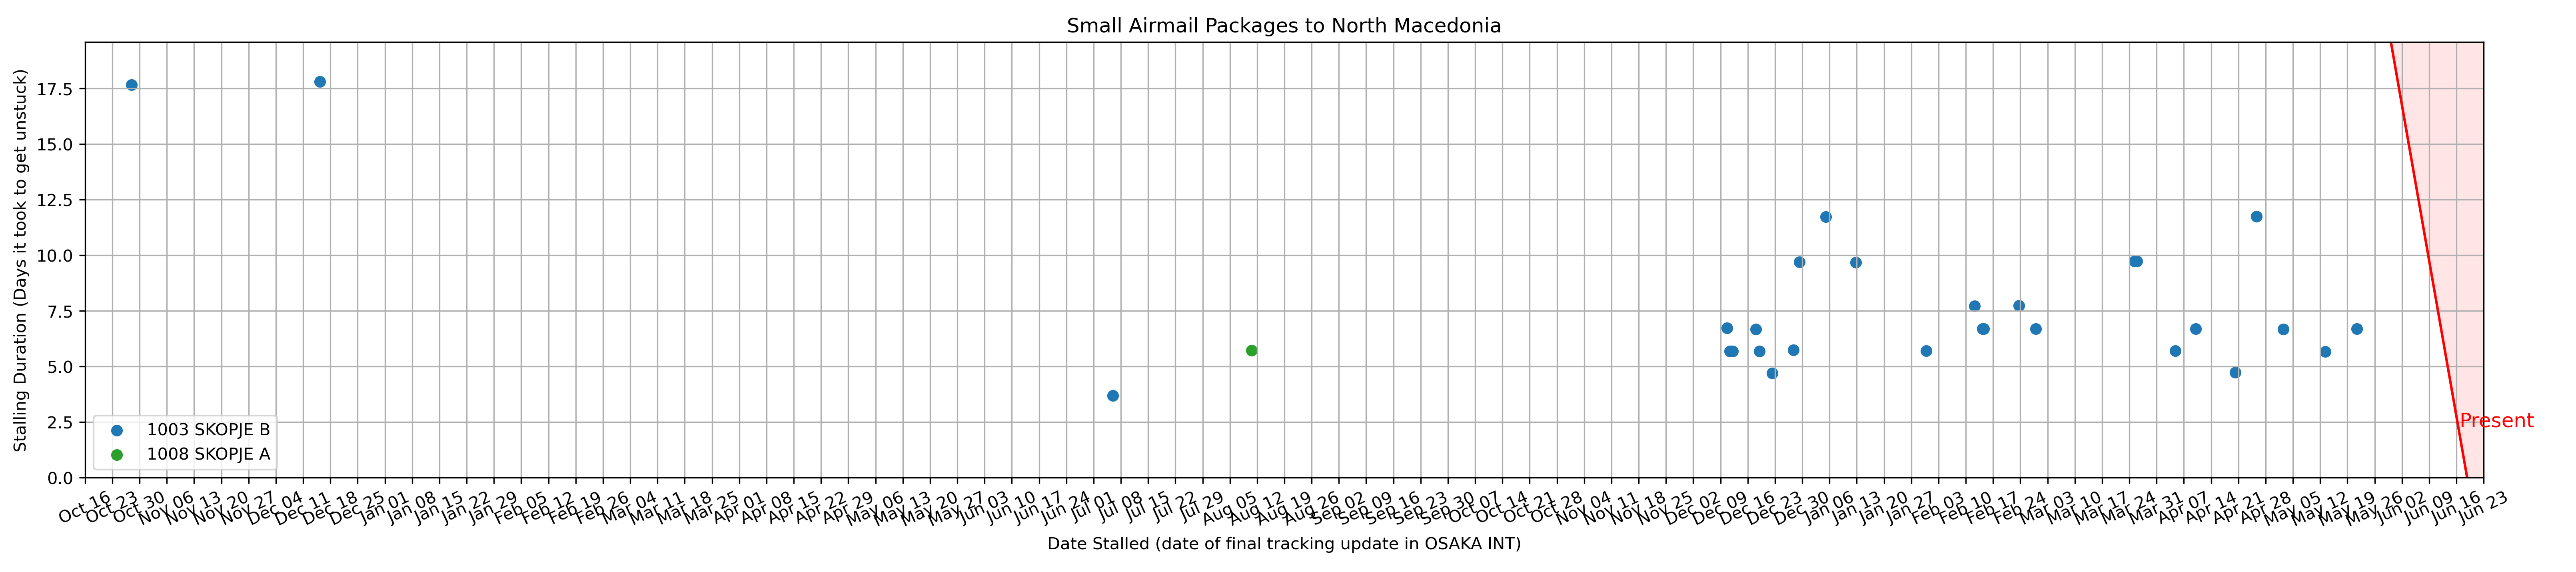 Small Airmail Packages to North Macedonia
Stalling Duration (Days it took to get unstuck)
17.5
15.0
12.5
10.0
7.5
5.0
2.5
0.0
1003 SKOPJE B
1008 SKOPJE A
Present
Oct 16
Oct 23
Oct 30
Nov 06
Nov 13
Nov 20
Nov 27
Dec 04
Dec 11
Dec 18
Dec 25
Jan 01
Jan 08
Jan 15
Jan 22
Jan 29
Feb 05
Feb 12
Feb 19
Feb 26
Mar 04
Mar 11
Mar 18
Mar 25
Apr 01
Apr 08
Apr 15
Apr 22
Apr 29
May 06
May 13
May 20
May 27
Jun 03
Jun 10
Jun 17
Jun 24
Jul 01
Jul 08
Jul 15
Jul 22
Jul 29
Aug 05
Aug 12
Aug 19
Aug 26
Sep 02
Sep 09
Sep 16
Sep 23
Sep 30
Oct 07
Oct 14
Oct 21
Oct 28
Nov 04
Nov 11
Nov 18
Nov 25
Dec 02
Dec 09
Dec 16
Dec 23
Dec 30
Jan 06
Jan 13
Jan 20
Jan 27
Feb 03
Feb 10
Feb 17
Feb 24
Mar 03
Mar 10
Mar 17
Mar 24
Mar 31
Apr 07
Apr 14
Apr 21
Apr 28
May 05
May 12
May 19
May 26
Jun 02
Jun 09
Jun 16
Jun 23
Date Stalled (date of final tracking update in OSAKA INT)